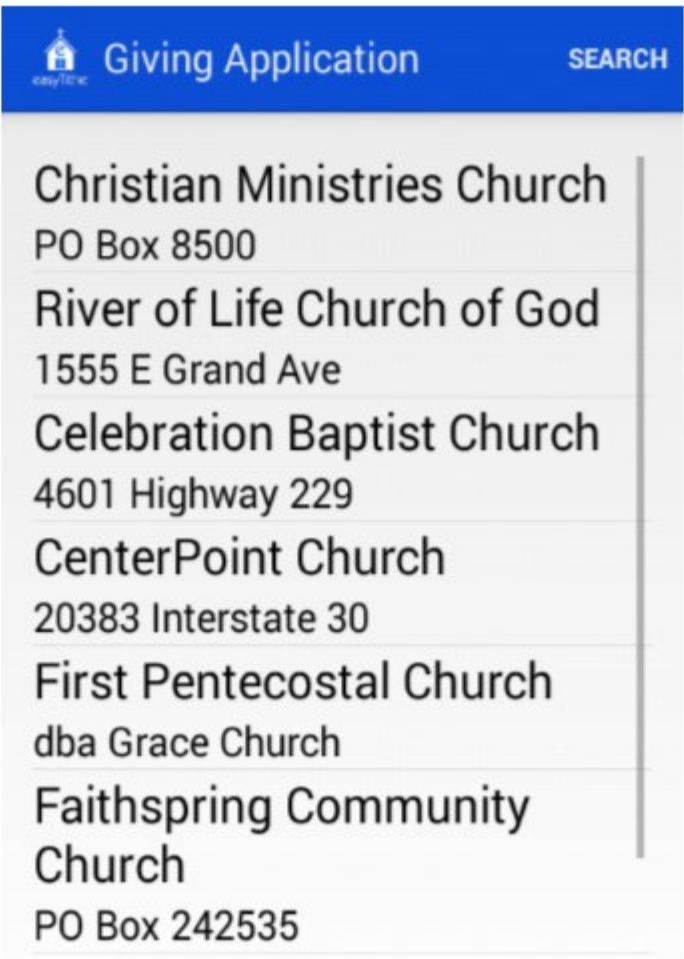 easyTithe
Giving Application
SEARCH
Christian Ministries Church
PO Box 8500
River of Life Church of God
1555 E Grand Ave
Celebration Baptist Church
4601 Highway 229
CenterPoint Church
20383 Interstate 30
First Pentecostal Church
dba Grace Church
Faithspring Community
Church
PO Box 242535